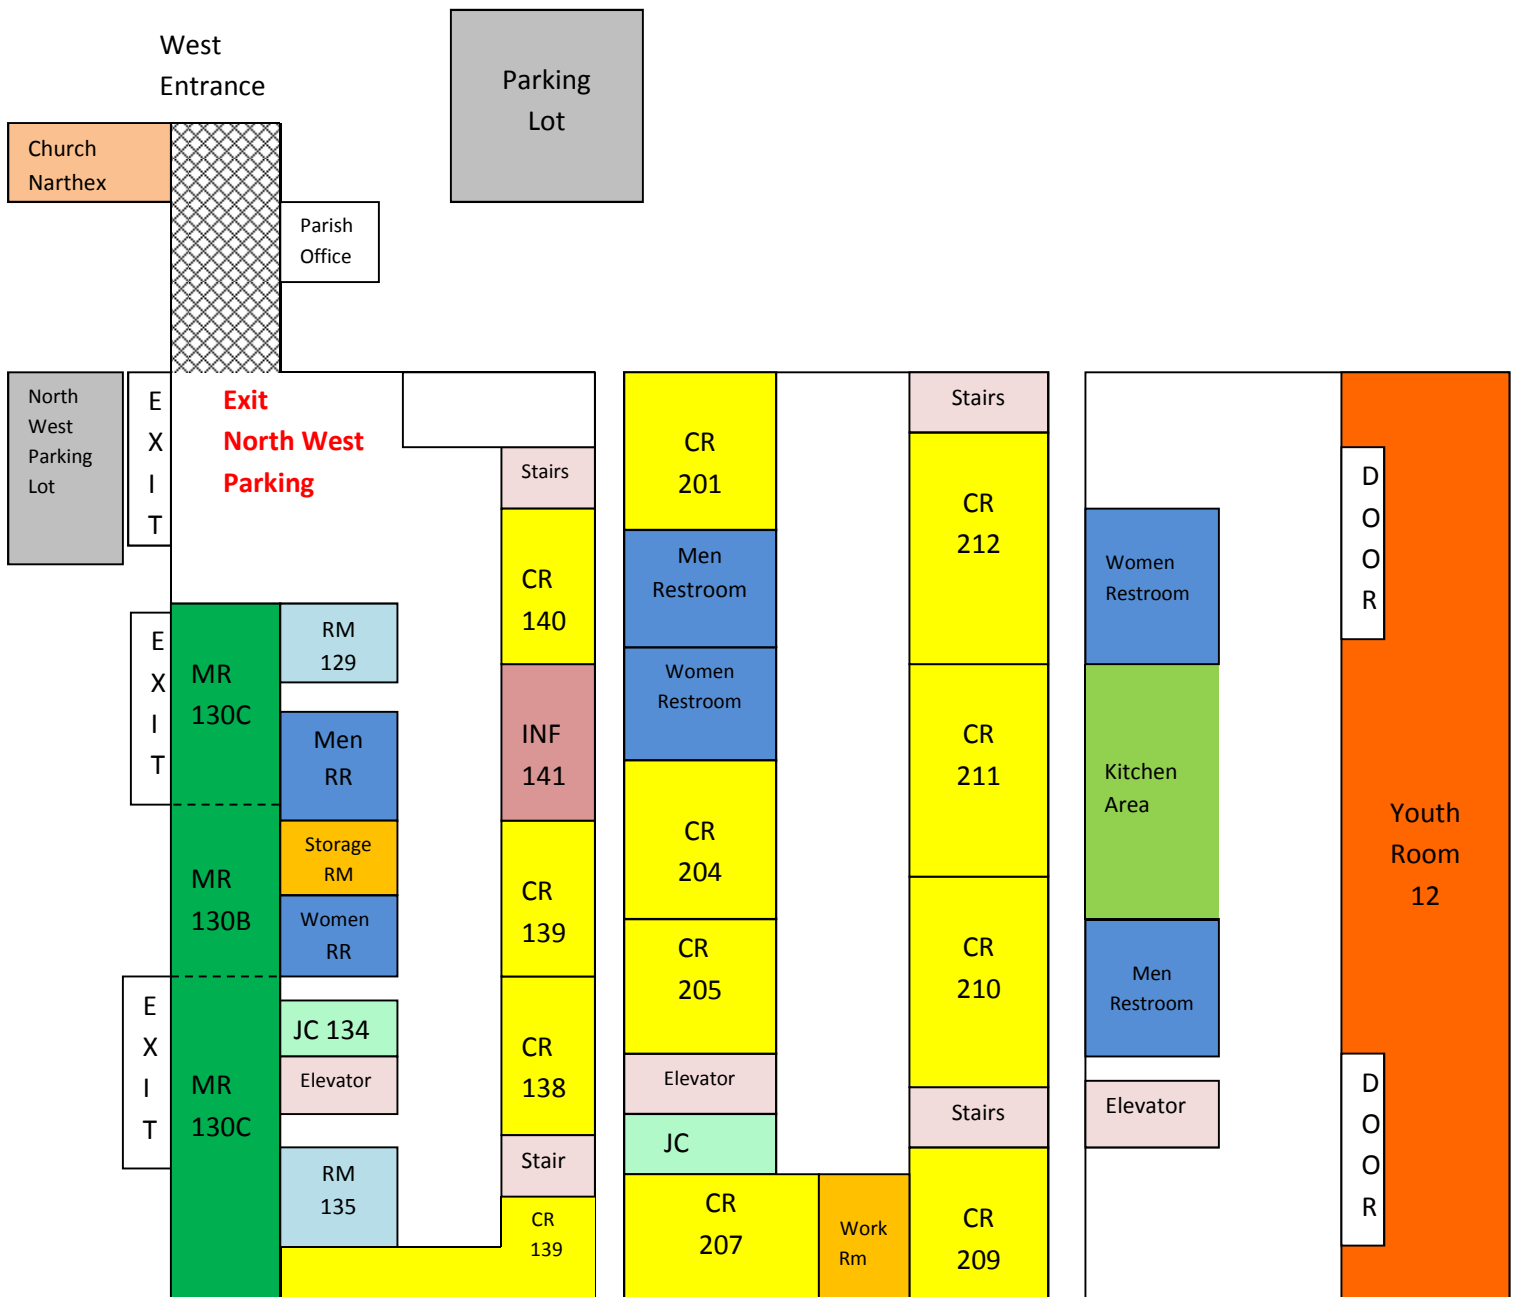 West
Entrance
Parking
Lot
Church
Narthex
Parish
Office
North
West
Parking
Lot
E
X
I
T
Exit
North West
Parking
Stairs
CR
140
INF
141
CR
139
CR
138
Stair
CR
139
E
X
I
T
MR
130C
MR
130B
MR
130C
E
X
I
T
RM
129
Men
RR
Storage
RM
Women
RR
JC 134
Elevator
RM
135
CR
201
Men
Restroom
Women
Restroom
CR
204
CR
205
Elevator
JC
CR
207
Work
Rm
Stairs
CR
212
CR
211
CR
210
Stairs
CR
209
Women
Restroom
Kitchen
Area
Men
Restroom
Elevator
D
O
O
R
Youth
Room
12
D
O
O
R